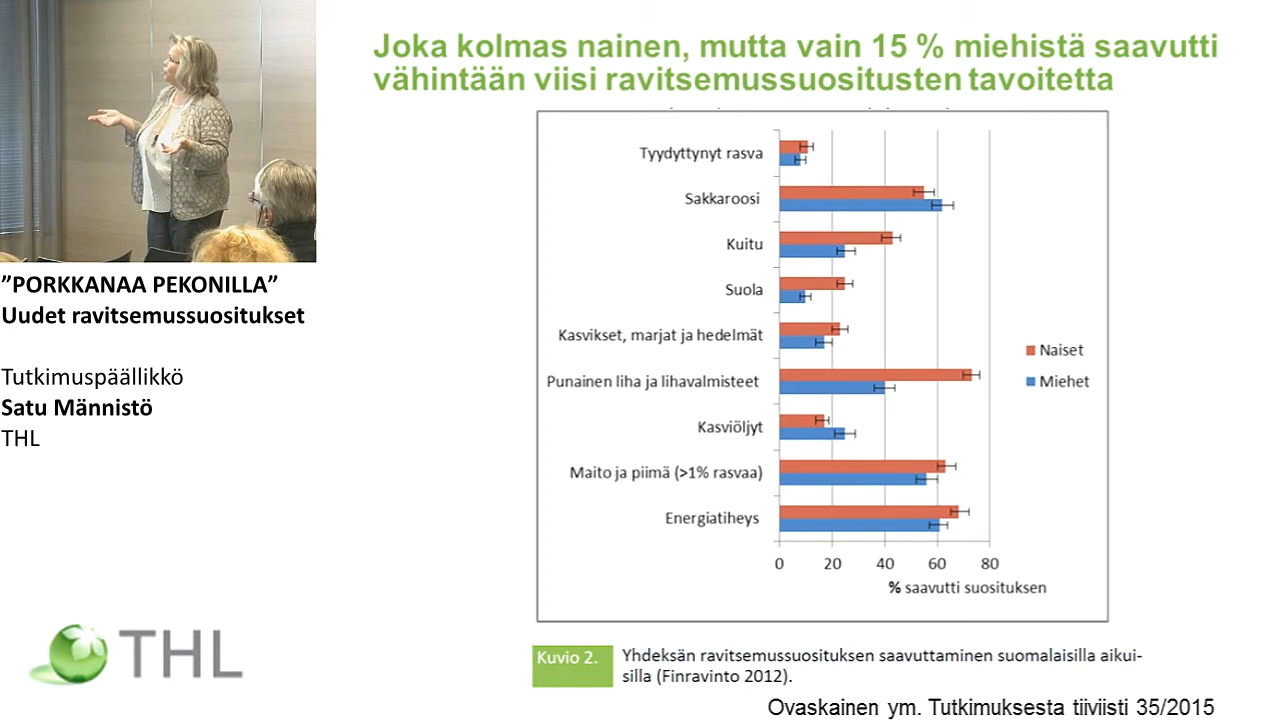 Joka kolmas nainen, mutta vain 15 % miehistä saavutti
vähintään viisi ravitsemussuositusten tavoitetta
”PORKKANAA PEKONILLA”
Uudet ravitsemussuositukset
Tutkimuspäällikkö
Satu Männistö
THL
THL
Tyydyttynyt rasva
Sakkaroosi
Kuitu
Suola
Kasvikset, marjat ja hedelmät
Punainen liha ja lihavalmisteet
Kasviöljyt
Maito ja piimä (>1% rasvaa)
Energiatiheys
0 20 40 60 80
% saavutti suosituksen
Naiset
Miehet
Kuvio 2.
Yhdeksän ravitsemussuosituksen saavuttaminen suomalaisilla aikui-
silla (Finravinto 2012).
Ovaskainen ym. Tutkimuksesta tiiviisti 35/2015